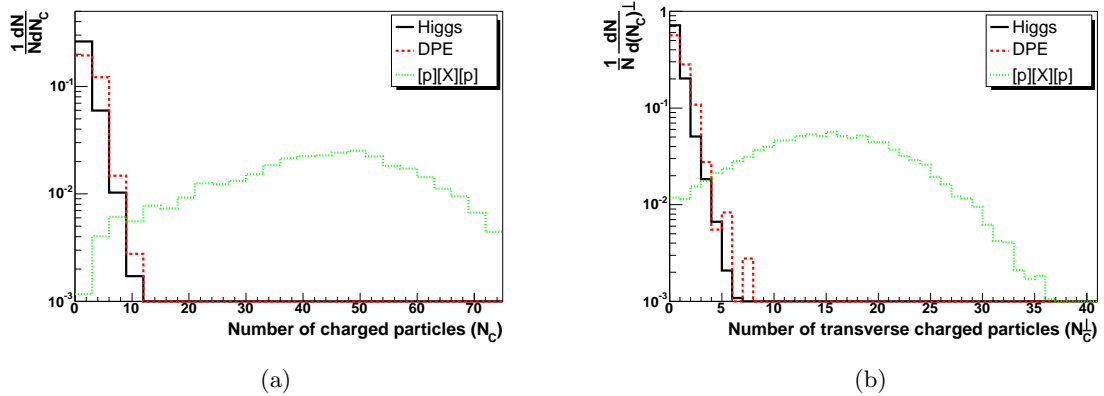 1/N dN/dN_C
10^-1
10^-2
10^-3
0 10 20 30 40 50 60 70
Number of charged particles (N_C)
Higgs
DPE
[p][X][p]
(a)
1/N dN/d(N_C)^⊥
1
10^-1
10^-2
10^-3
0 5 10 15 20 25 30 35 40
Number of transverse charged particles (N_C^⊥)
Higgs
DPE
[p][X][p]
(b)